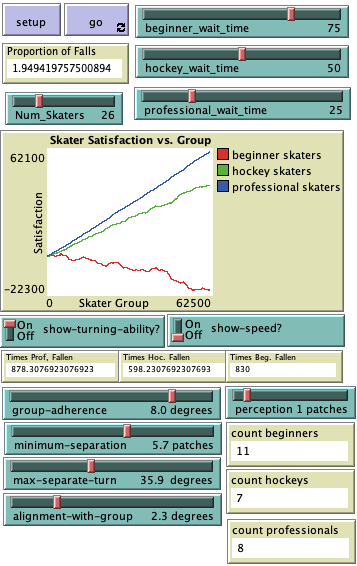 setup
go
beginner_wait_time 75
Proportion of Falls
1.949419757500894
hockey_wait_time 50
Num_Skaters 26
professional_wait_time 25
Skater Satisfaction vs. Group
62100
Satisfaction
-22300
0
Skater Group
62500
beginner skaters
hockey skaters
professional skaters
On
Off
show-turning-ability?
On
Off
show-speed?
Times Prof, Fallen
878.3076923076923
Times Hoc. Fallen
598.2307692307693
Times Beg. Fallen
830
group-adherence 8.0 degrees
perception 1 patches
minimum-separation 5.7 patches
count beginners
11
max-separate-turn 35.9 degrees
count hockeys
7
alignment-with-group 2.3 degrees
count professionals
8